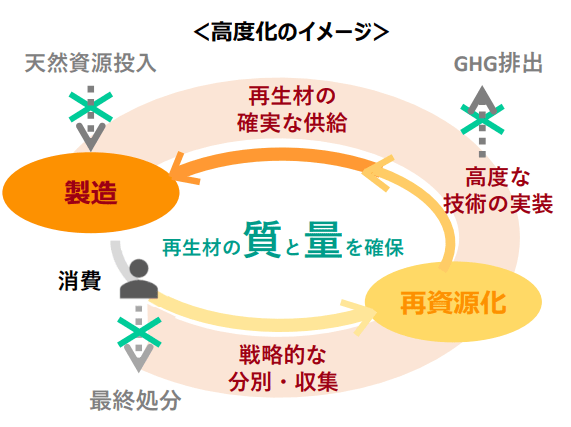 ＜高度化のイメージ＞
天然資源投入
GHG排出
再生材の
確実な供給
製造
高度な
技術の実装
再生材の質と量を確保
消費
再資源化
戦略的な
分別・収集
最終処分